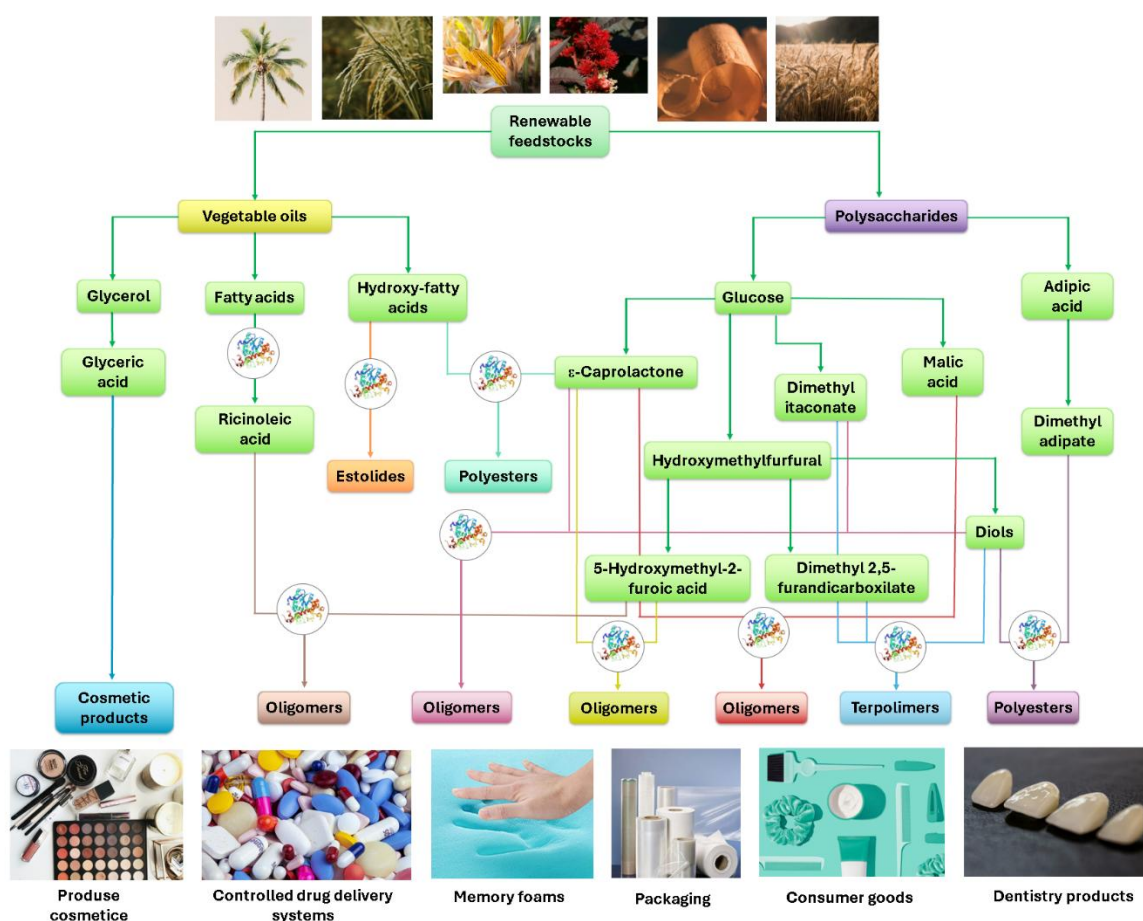 Renewable
feedstocks
Vegetable oils
Polysaccharides
Glycerol
Fatty acids
Hydroxy-fatty
acids
Glucose
Adipic
acid
Glyceric
acid
ε-Caprolactone
Dimethyl
itaconate
Malic
acid
Ricinoleic
acid
Dimethyl
adipate
Estolides
Polyesters
Hydroxymethylfurfural
Diols
5-Hydroxymethyl-2-
furoic acid
Dimethyl 2,5-
furandicarboxilate
Cosmetic
products
Oligomers
Oligomers
Oligomers
Oligomers
Terpolimers
Polyesters
Produse
cosmetice
Controlled drug delivery
systems
Memory foams
Packaging
Consumer goods
Dentistry products